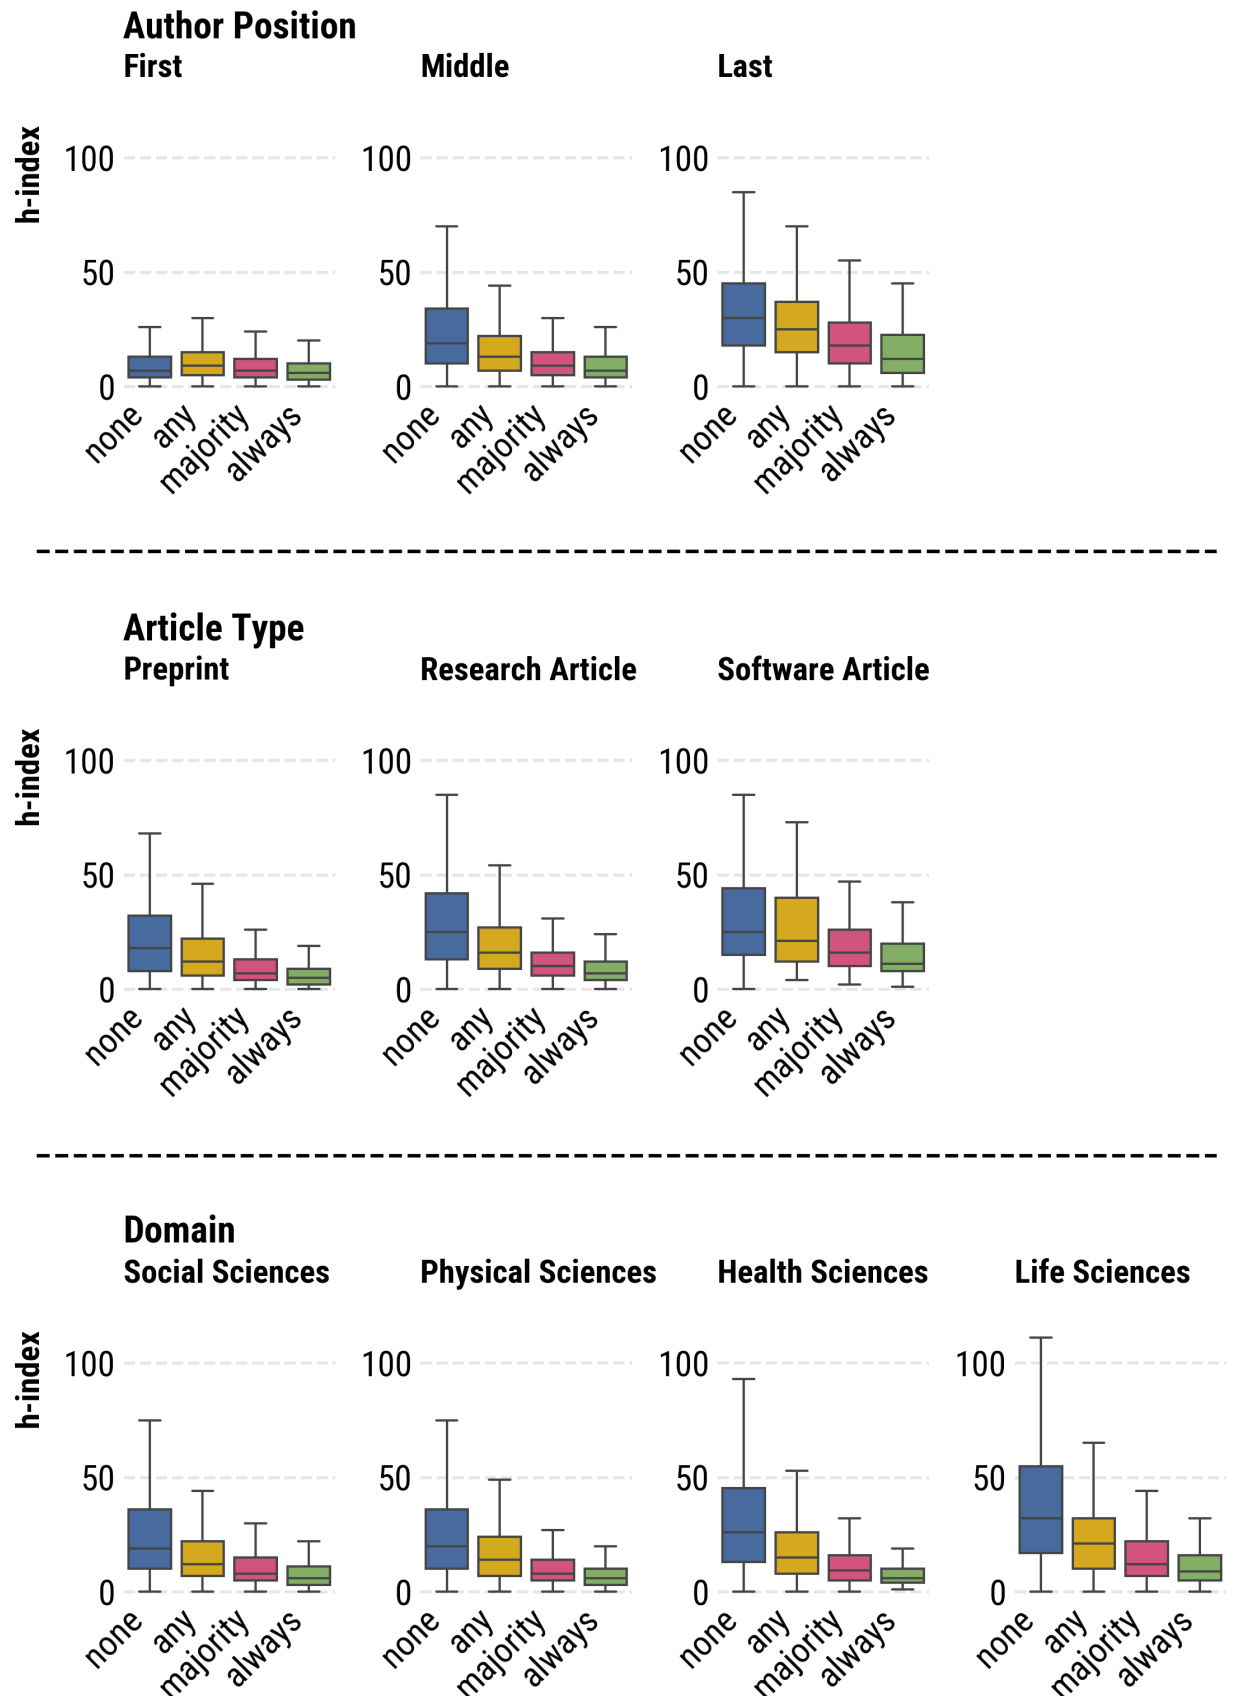 Author Position
First Middle Last
h-index
100 100 100
50 50 50
0 0 0
none any majority always none any majority always none any majority always
Article Type
Preprint Research Article Software Article
h-index
100 100 100
50 50 50
0 0 0
none any majority always none any majority always none any majority always
Domain
Social Sciences Physical Sciences Health Sciences Life Sciences
h-index
100 100 100 100
50 50 50 50
0 0 0 0
none any majority always none any majority always none any majority always none any majority always